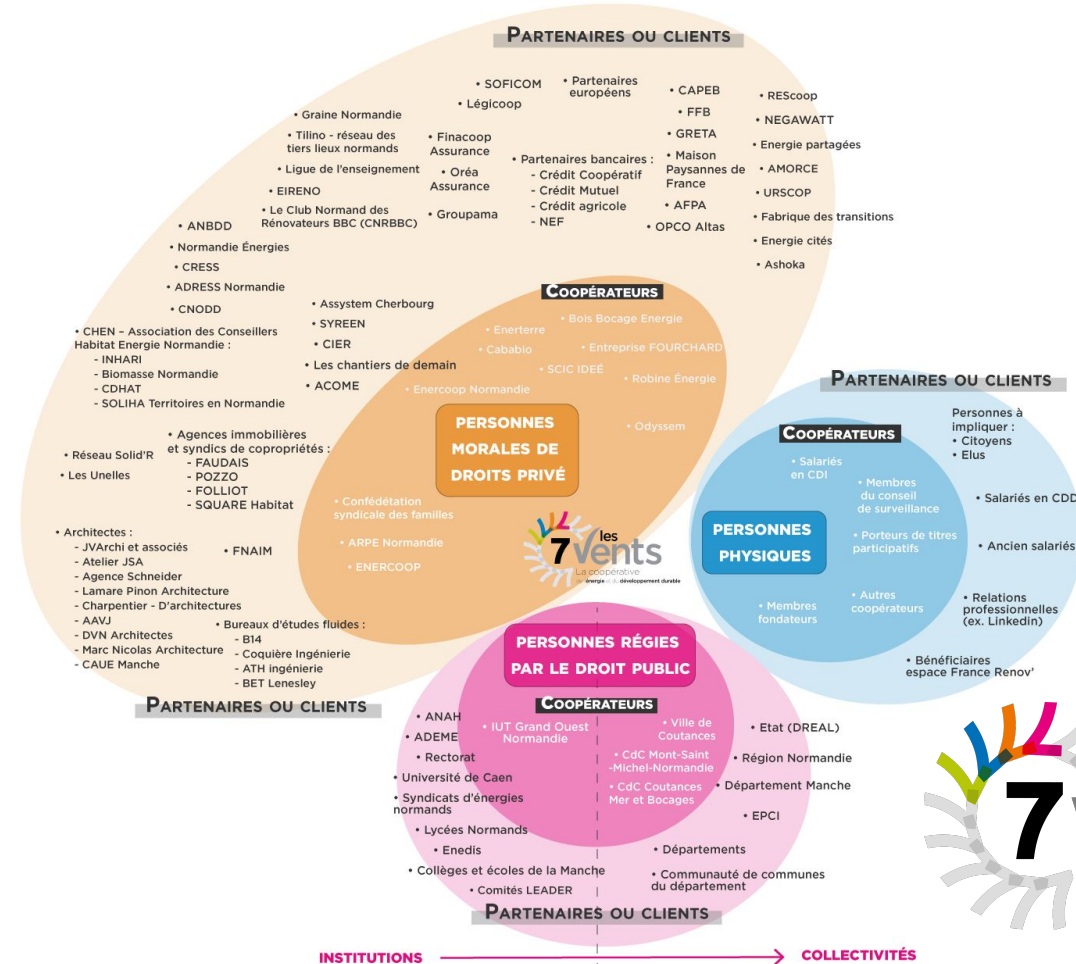 PARTENAIRES OU CLIENTS
• SOFICOM
• Légicoop
• Partenaires
européens
• CAPEB
• FFB
• GRETA
• Maison
Paysannes de
France
• AFPA
• OPCO Altas
• REScoop
• NEGAWATT
• Energie partagées
• AMORCE
• URSCOP
• Fabrique des transitions
• Energie cités
• Ashoka
• Graine Normandie
• Tilino - réseau des
tiers lieux normands
• Ligue de l'enseignement
• EIRENO
• Le Club Normand des
Rénovateurs BBC (CNRBBC)
• Finacoop
Assurance
• Oréa
Assurance
• Groupama
• Partenaires bancaires :
- Crédit Coopératif
- Crédit Mutuel
- Crédit agricole
- NEF
• ANBDD
• Normandie Énergies
• CRESS
• ADRESS Normandie
• CNODD
• CHEN – Association des Conseillers
Habitat Energie Normandie :
- INHARI
- Biomasse Normandie
- CDHAT
- SOLIHA Territoires en Normandie
• Assystem Cherbourg
• SYREEN
• CIER
• Les chantiers de demain
• ACOME
COOPÉRATEURS
• Bois Bocage Energie
• Enerterre
• Cababio
• Entreprise FOURCHARD
• SCIC IDEÉ
• Robine Énergie
• Enercoop Normandie
• Odyssem
PERSONNES
MORALES DE
DROITS PRIVÉ
• Confédétation
syndicale des familles
• ARPE Normandie
• ENERCOOP
• Réseau Solid'R
• Les Unelles
• Agences immobilières
et syndics de copropriétés :
- FAUDAIS
- POZZO
- FOLLIOT
- SQUARE Habitat
• Architectes :
- JVArchi et associés
- Atelier JSA
- Agence Schneider
- Lamare Pinon Architecture
- Charpentier - D'architectures
- AAVJ
- DVN Architectes
- Marc Nicolas Architecture
- CAUE Manche
• FNAIM
• Bureaux d'études fluides :
- B14
- Coquière Ingénierie
- ATH ingénierie
- BET Lenesley
PARTENAIRES OU CLIENTS
les
7 vents
La coopérative
énergie et du développement durable
PARTENAIRES OU CLIENTS
COOPÉRATEURS
• Salariés
en CDI
• Membres
du conseil
de surveillance
• Porteurs de titres
participatifs
• Autres
coopérateurs
• Membres
fondateurs
PERSONNES
PHYSIQUES
Personnes à
impliquer :
• Citoyens
• Elus
• Salariés en CDD
• Ancien salariés
• Relations
professionnelles
(ex. Linkedin)
• Bénéficiaires
espace France Renov'
PERSONNES RÉGIES
PAR LE DROIT PUBLIC
COOPÉRATEURS
• IUT Grand Ouest
Normandie
• Ville de
Coutances
• CdC Mont-Saint
-Michel-Normandie
• CdC Coutances
Mer et Bocages
• ANAH
• ADEME
• Rectorat
• Université de Caen
• Syndicats d'énergies
normands
• Lycées Normands
• Enedis
• Collèges et écoles de la Manche
• Comités LEADER
• Etat (DREAL)
• Région Normandie
• Département Manche
• EPCI
• Départements
• Communauté de communes
du département
PARTENAIRES OU CLIENTS
INSTITUTIONS
COLLECTIVITÉS
7